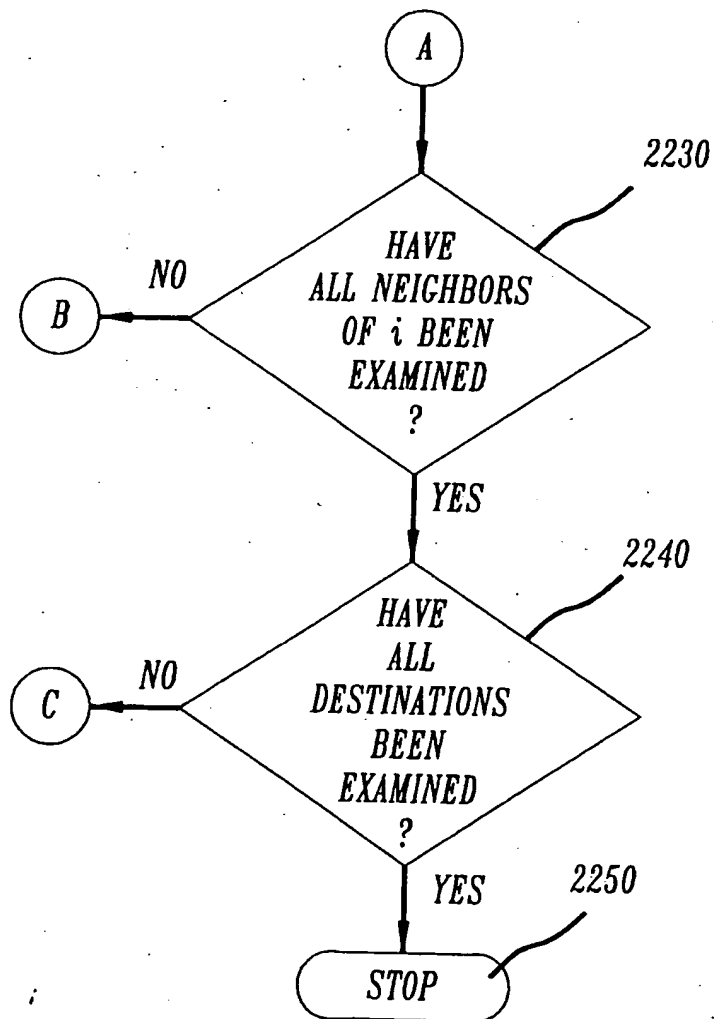 A
2230
HAVE
ALL NEIGHBORS
OF i BEEN
EXAMINED
?
NO
B
YES
2240
HAVE
ALL
DESTINATIONS
BEEN
EXAMINED
?
NO
C
YES
2250
STOP